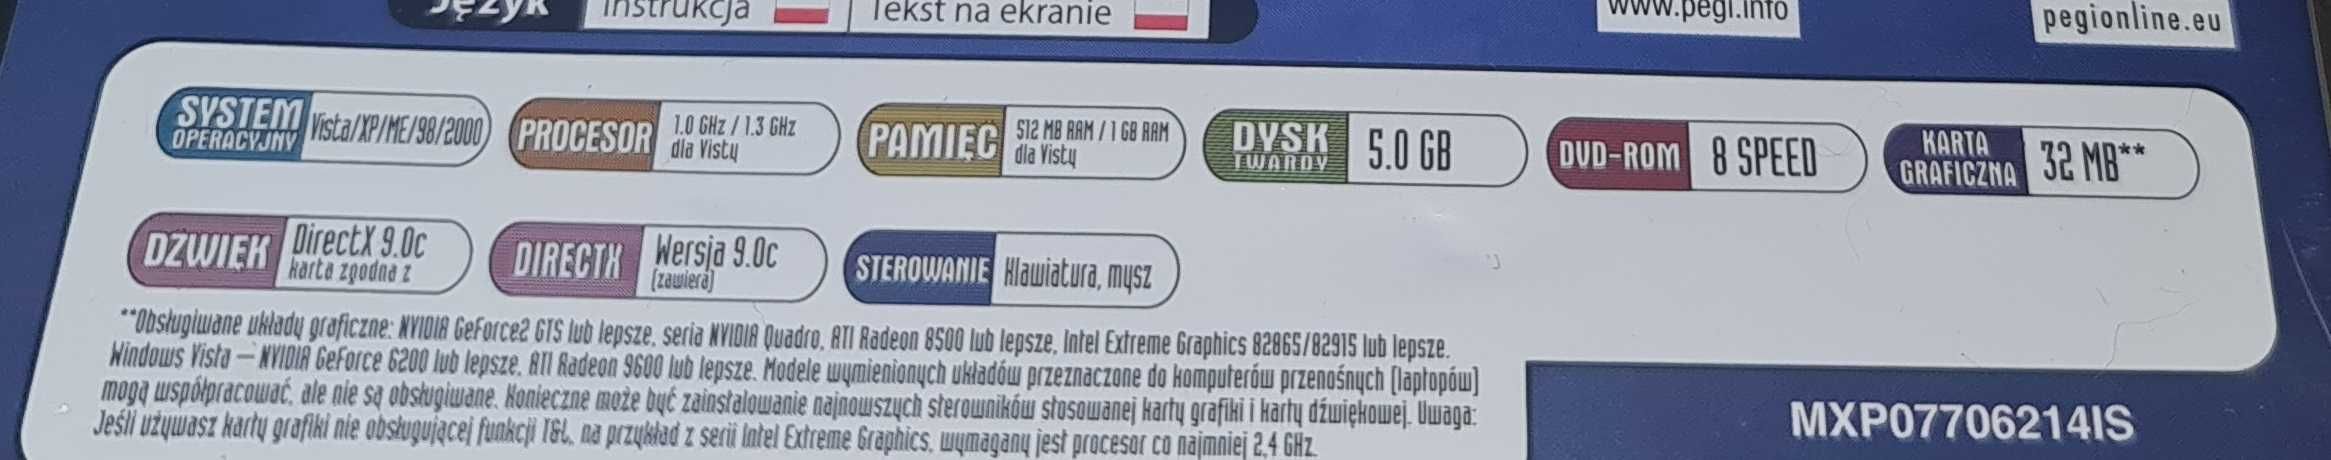 Język Instrukcja Tekst na ekranie www.pegi.info pegionline.eu
SYSTEM OPERACYJNY Vista/XP/ME/98/2000
PROCESOR 1.0 GHz / 1.3 GHz dla Visty
PAMIĘĆ 512 MB RAM / 1 GB RAM dla Visty
DYSK TWARDY 5.0 GB
DVD-ROM 8 SPEED
KARTA GRAFICZNA 32 MB**
DŹWIĘK DirectX 9.0c karta zgodna z
DIRECTX Wersja 9.0c (zawiera)
STEROWANIE Klawiatura, mysz
**Obsługiwane układy graficzne: NVIDIA GeForce2 GTS lub lepsze, seria NVIDIA Quadro, ATI Radeon 8500 lub lepsze, Intel Extreme Graphics 82865/82915 lub lepsze.
Windows Vista — NVIDIA GeForce 6200 lub lepsze, ATI Radeon 9600 lub lepsze. Modele wymienionych układów przeznaczone do komputerów przenośnych (laptopów)
mogą współpracować, ale nie są obsługiwane. Konieczne może być zainstalowanie najnowszych sterowników stosowanej karty grafiki i karty dźwiękowej. Uwaga:
Jeśli używasz karty grafiki nie obsługującej funkcji T&L, na przykład z serii Intel Extreme Graphics, wymagany jest procesor co najmniej 2,4 GHz.
MXP07706214IS